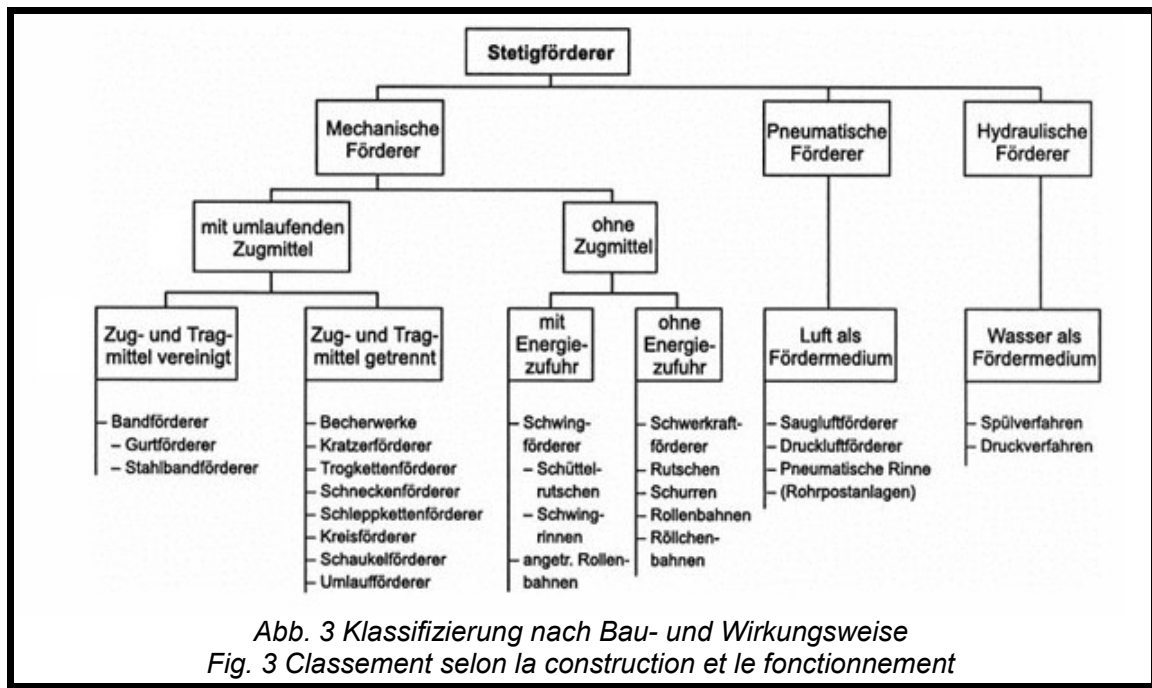 Stetigförderer
Mechanische
Förderer
Pneumatische
Förderer
Hydraulische
Förderer
mit umlaufenden
Zugmittel
ohne
Zugmittel
Zug- und Trag-
mittel vereinigt
Zug- und Trag-
mittel getrennt
mit
Energie-
zufuhr
ohne
Energie-
zufuhr
Luft als
Fördermedium
Wasser als
Fördermedium
– Bandförderer
– Gurtförderer
– Stahlbandförderer
– Becherwerke
– Kratzerförderer
– Trogkettenförderer
– Schneckenförderer
– Schleppkettenförderer
– Kreisförderer
– Schaukelförderer
– Umlaufförderer
– Schwing-
förderer
– Schüttel-
rutschen
– Schwing-
rinnen
– angetr. Rollen-
bahnen
– Schwerkraft-
förderer
– Rutschen
– Schurren
– Rollenbahnen
– Röllchen-
bahnen
– Saugluftförderer
– Druckluftförderer
– Pneumatische Rinne
– (Rohrpostanlagen)
– Spülverfahren
– Druckverfahren
Abb. 3 Klassifizierung nach Bau- und Wirkungsweise
Fig. 3 Classement selon la construction et le fonctionnement